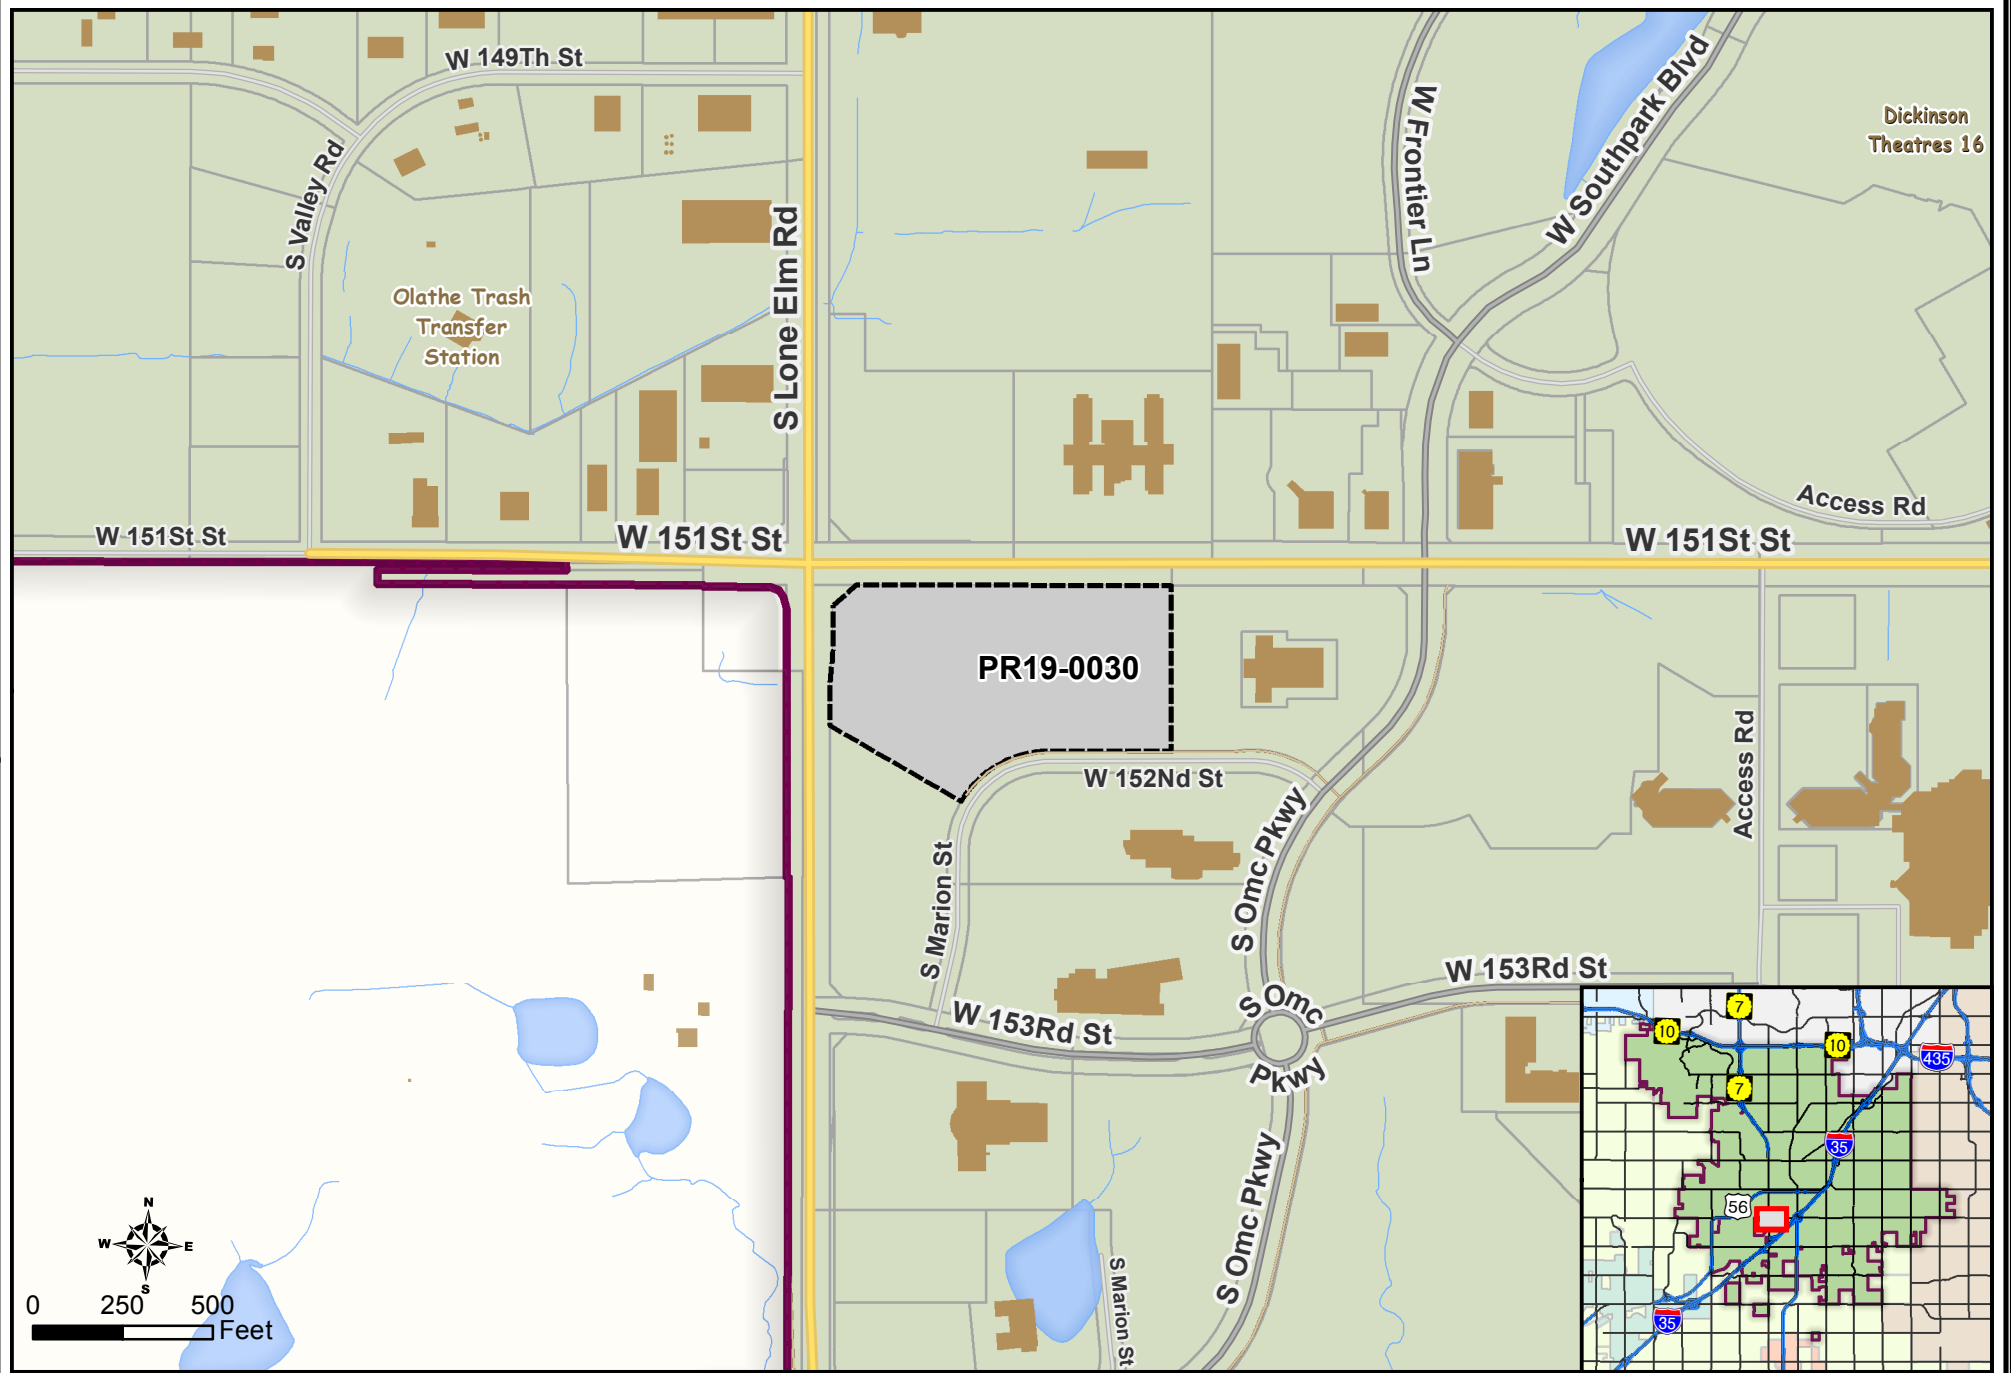 W 149Th St
S Valley Rd
Olathe Trash
Transfer
Station
S Lone Elm Rd
W Frontier Ln
W Southpark Blvd
Dickinson
Theatres 16
Access Rd
W 151St St
W 151St St
W 151St St
PR19-0030
W 152Nd St
S Omc Pkwy
Access Rd
S Marion St
W 153Rd St
W 153Rd St
S Omc
Pkwy
S Omc Pkwy
S Marion St
N
W
E
S
0 250 500
Feet
7
10
10
435
7
35
56
35